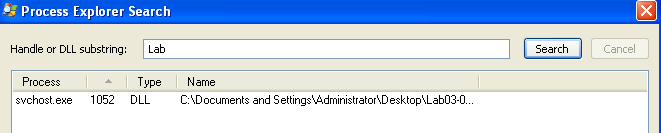 Process Explorer Search
Handle or DLL substring: Lab Search Cancel
Process Type Name
svchost.exe 1052 DLL C:\Documents and Settings\Administrator\Desktop\Lab03-0...